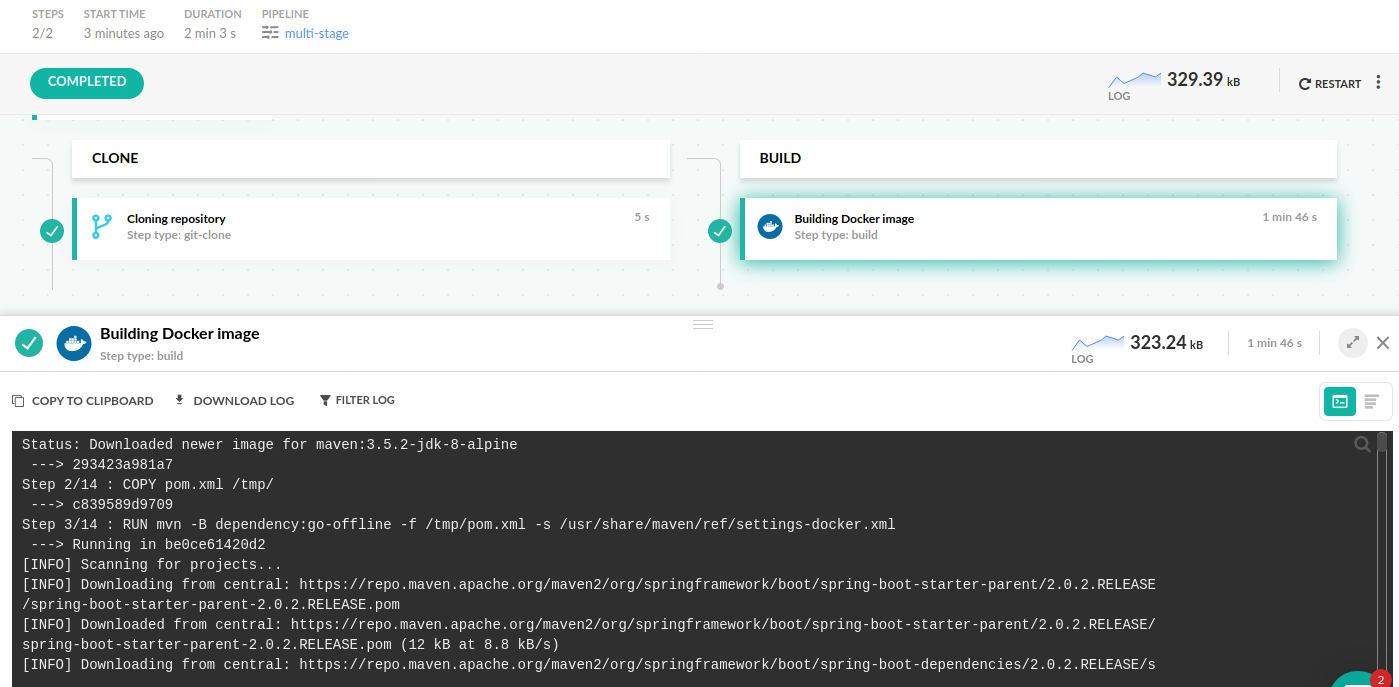 STEPS START TIME DURATION PIPELINE
2/2 3 minutes ago 2 min 3 s multi-stage
COMPLETED
LOG 329.39 kB RESTART
CLONE
Cloning repository 5 s
Step type: git-clone
BUILD
Building Docker image 1 min 46 s
Step type: build
Building Docker image
Step type: build
LOG 323.24 kB 1 min 46 s
COPY TO CLIPBOARD DOWNLOAD LOG FILTER LOG
Status: Downloaded newer image for maven:3.5.2-jdk-8-alpine
---> 293423a981a7
Step 2/14 : COPY pom.xml /tmp/
---> c839589d9709
Step 3/14 : RUN mvn -B dependency:go-offline -f /tmp/pom.xml -s /usr/share/maven/ref/settings-docker.xml
---> Running in be0ce61420d2
[INFO] Scanning for projects...
[INFO] Downloading from central: https://repo.maven.apache.org/maven2/org/springframework/boot/spring-boot-starter-parent/2.0.2.RELEASE
/spring-boot-starter-parent-2.0.2.RELEASE.pom
[INFO] Downloaded from central: https://repo.maven.apache.org/maven2/org/springframework/boot/spring-boot-starter-parent/2.0.2.RELEASE/
spring-boot-starter-parent-2.0.2.RELEASE.pom (12 kB at 8.8 kB/s)
[INFO] Downloading from central: https://repo.maven.apache.org/maven2/org/springframework/boot/spring-boot-dependencies/2.0.2.RELEASE/s
2